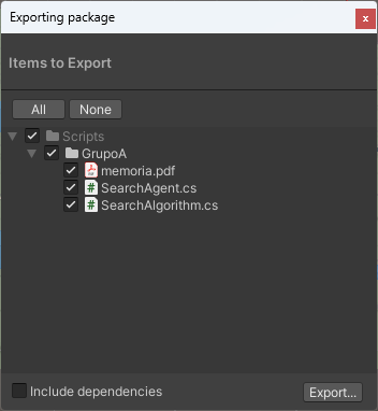 Exporting package
x
Items to Export
All None
Scripts
GrupoA
memoria.pdf
# SearchAgent.cs
# SearchAlgorithm.cs
Include dependencies Export...